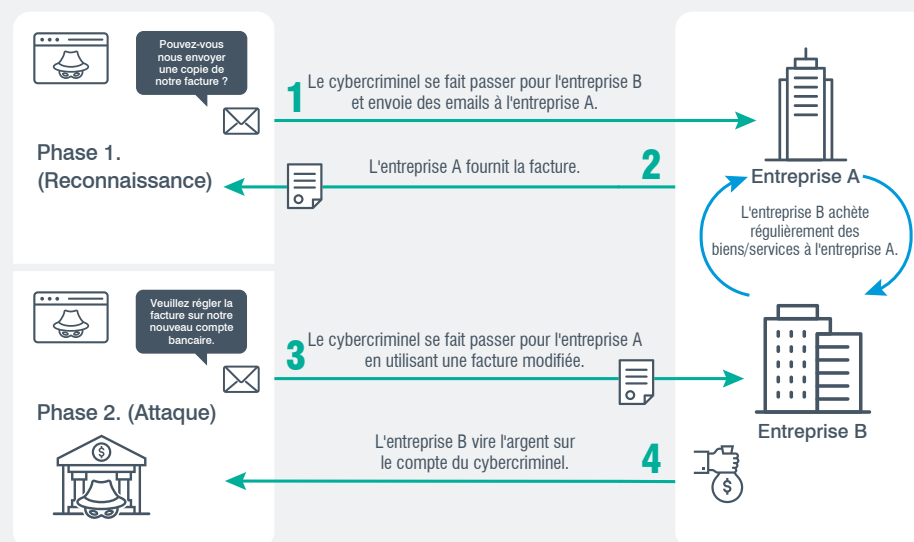 Pouvez-vous
nous envoyer
une copie de
notre facture ?
Phase 1.
(Reconnaissance)
1
Le cybercriminel se fait passer pour l'entreprise B
et envoie des emails à l'entreprise A.
L'entreprise A fournit la facture.
2
Entreprise A
L'entreprise B achète
régulièrement des
biens/services à l'entreprise A.
Veuillez régler la
facture sur notre
nouveau compte
bancaire.
Phase 2. (Attaque)
3
Le cybercriminel se fait passer pour l'entreprise A
en utilisant une facture modifiée.
Entreprise B
L'entreprise B vire l'argent sur
le compte du cybercriminel.
4
$
$